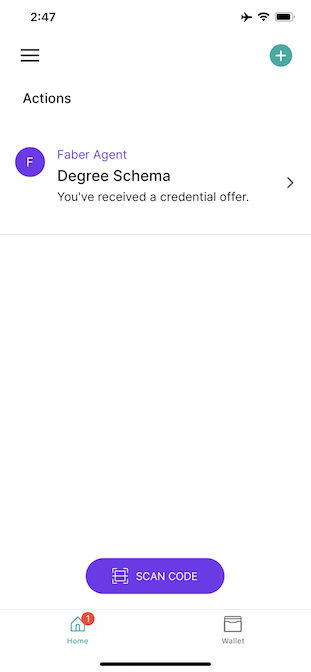 2:47
Actions
F
Faber Agent
Degree Schema
You've received a credential offer.
SCAN CODE
1
Home
Wallet